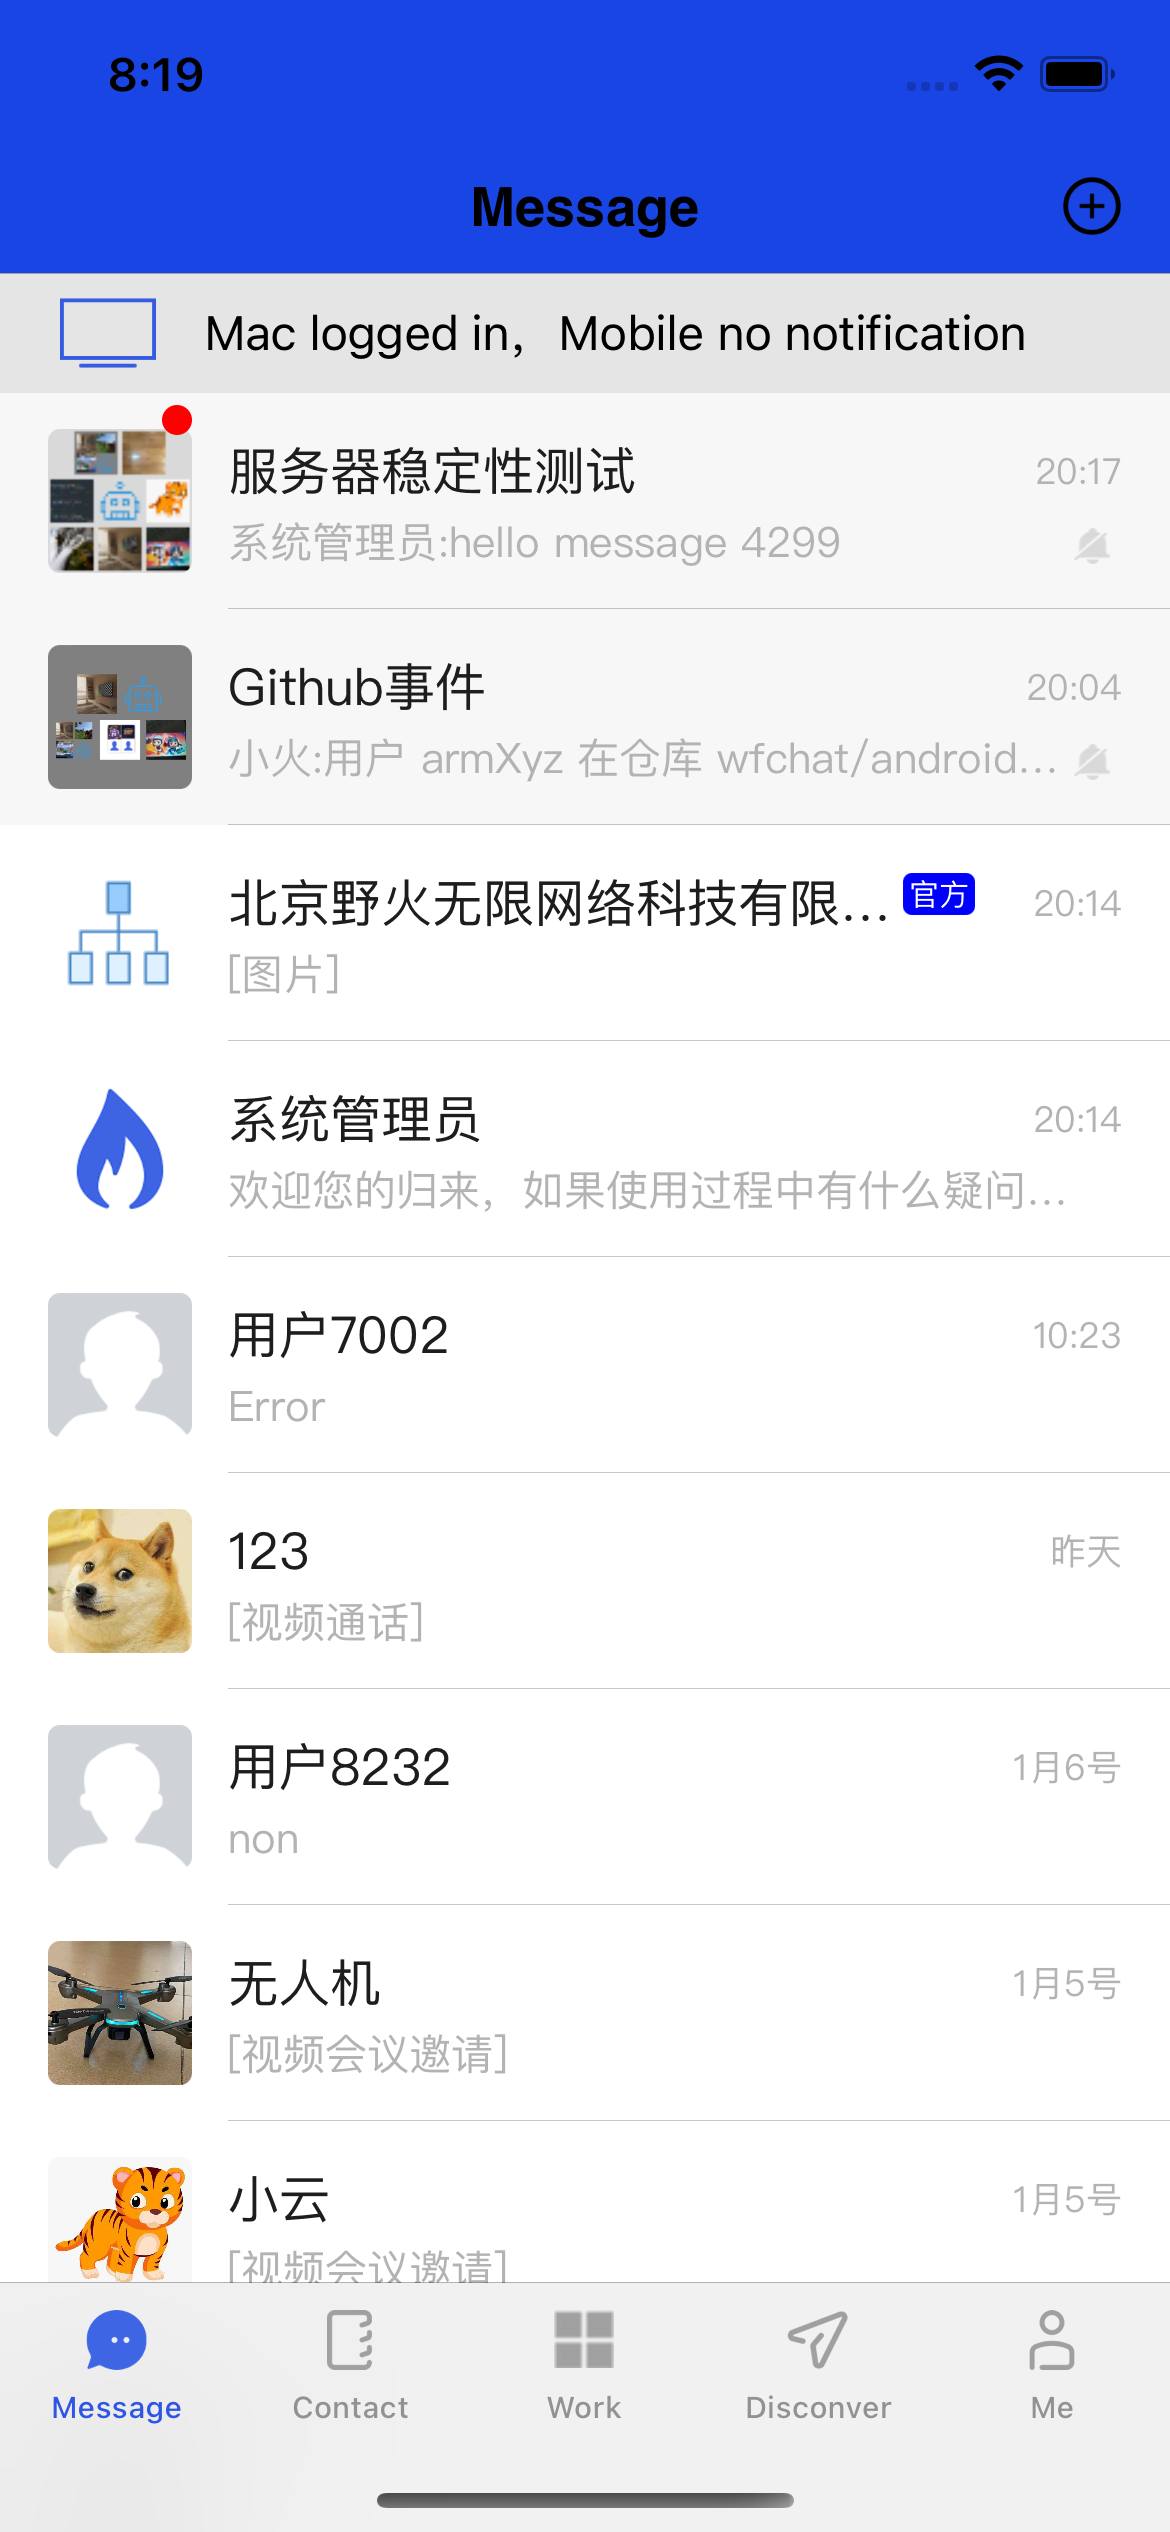 8:19
Message
Mac logged in，Mobile no notification
服务器稳定性测试
20:17
系统管理员:hello message 4299
Github事件
20:04
小火:用户 armXyz 在仓库 wfchat/android...
北京野火无限网络科技有限... 官方
20:14
[图片]
系统管理员
20:14
欢迎您的归来，如果使用过程中有什么疑问...
用户7002
10:23
Error
123
昨天
[视频通话]
用户8232
1月6号
non
无人机
1月5号
[视频会议邀请]
小云
1月5号
[视频会议邀请]
Message Contact Work Disconver Me